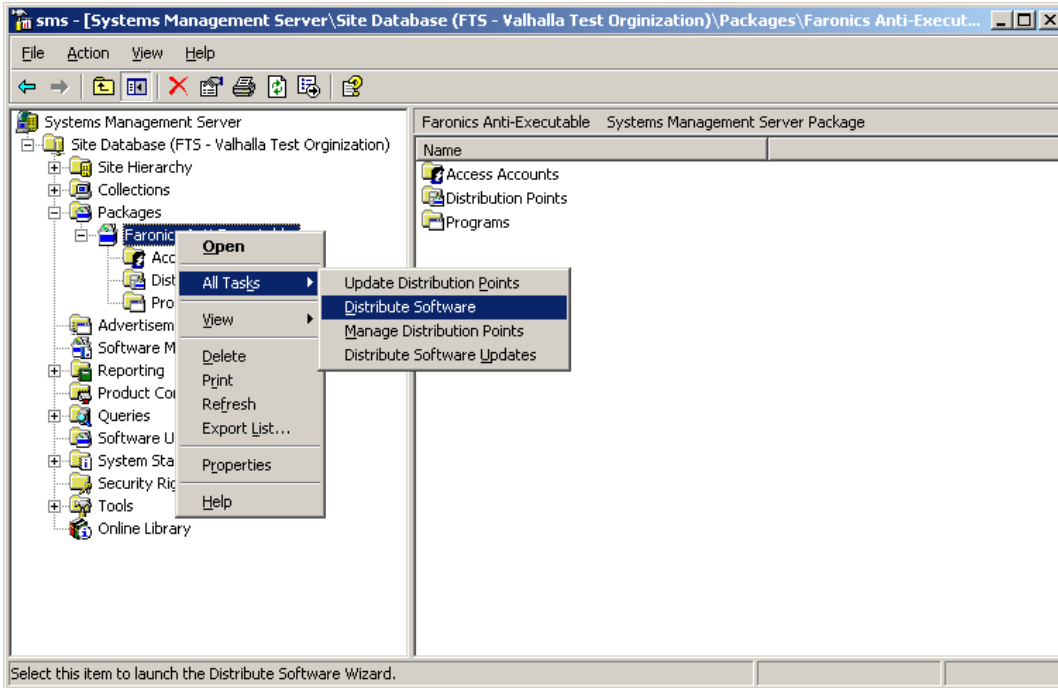 sms - [Systems Management Server\Site Database (FTS - Valhalla Test Orginization)\Packages\Faronics Anti-Execut...
File Action View Help
Systems Management Server
Site Database (FTS - Valhalla Test Orginization)
Site Hierarchy
Collections
Packages
Faronic
Acc
Dist
Pro
Advertisem
Software M
Reporting
Product Co
Queries
Software U
System Sta
Security Rig
Tools
Online Library
Open
All Tasks
View
Delete
Print
Refresh
Export List...
Properties
Help
Update Distribution Points
Distribute Software
Manage Distribution Points
Distribute Software Updates
Faronics Anti-Executable Systems Management Server Package
Name
Access Accounts
Distribution Points
Programs
Select this item to launch the Distribute Software Wizard.